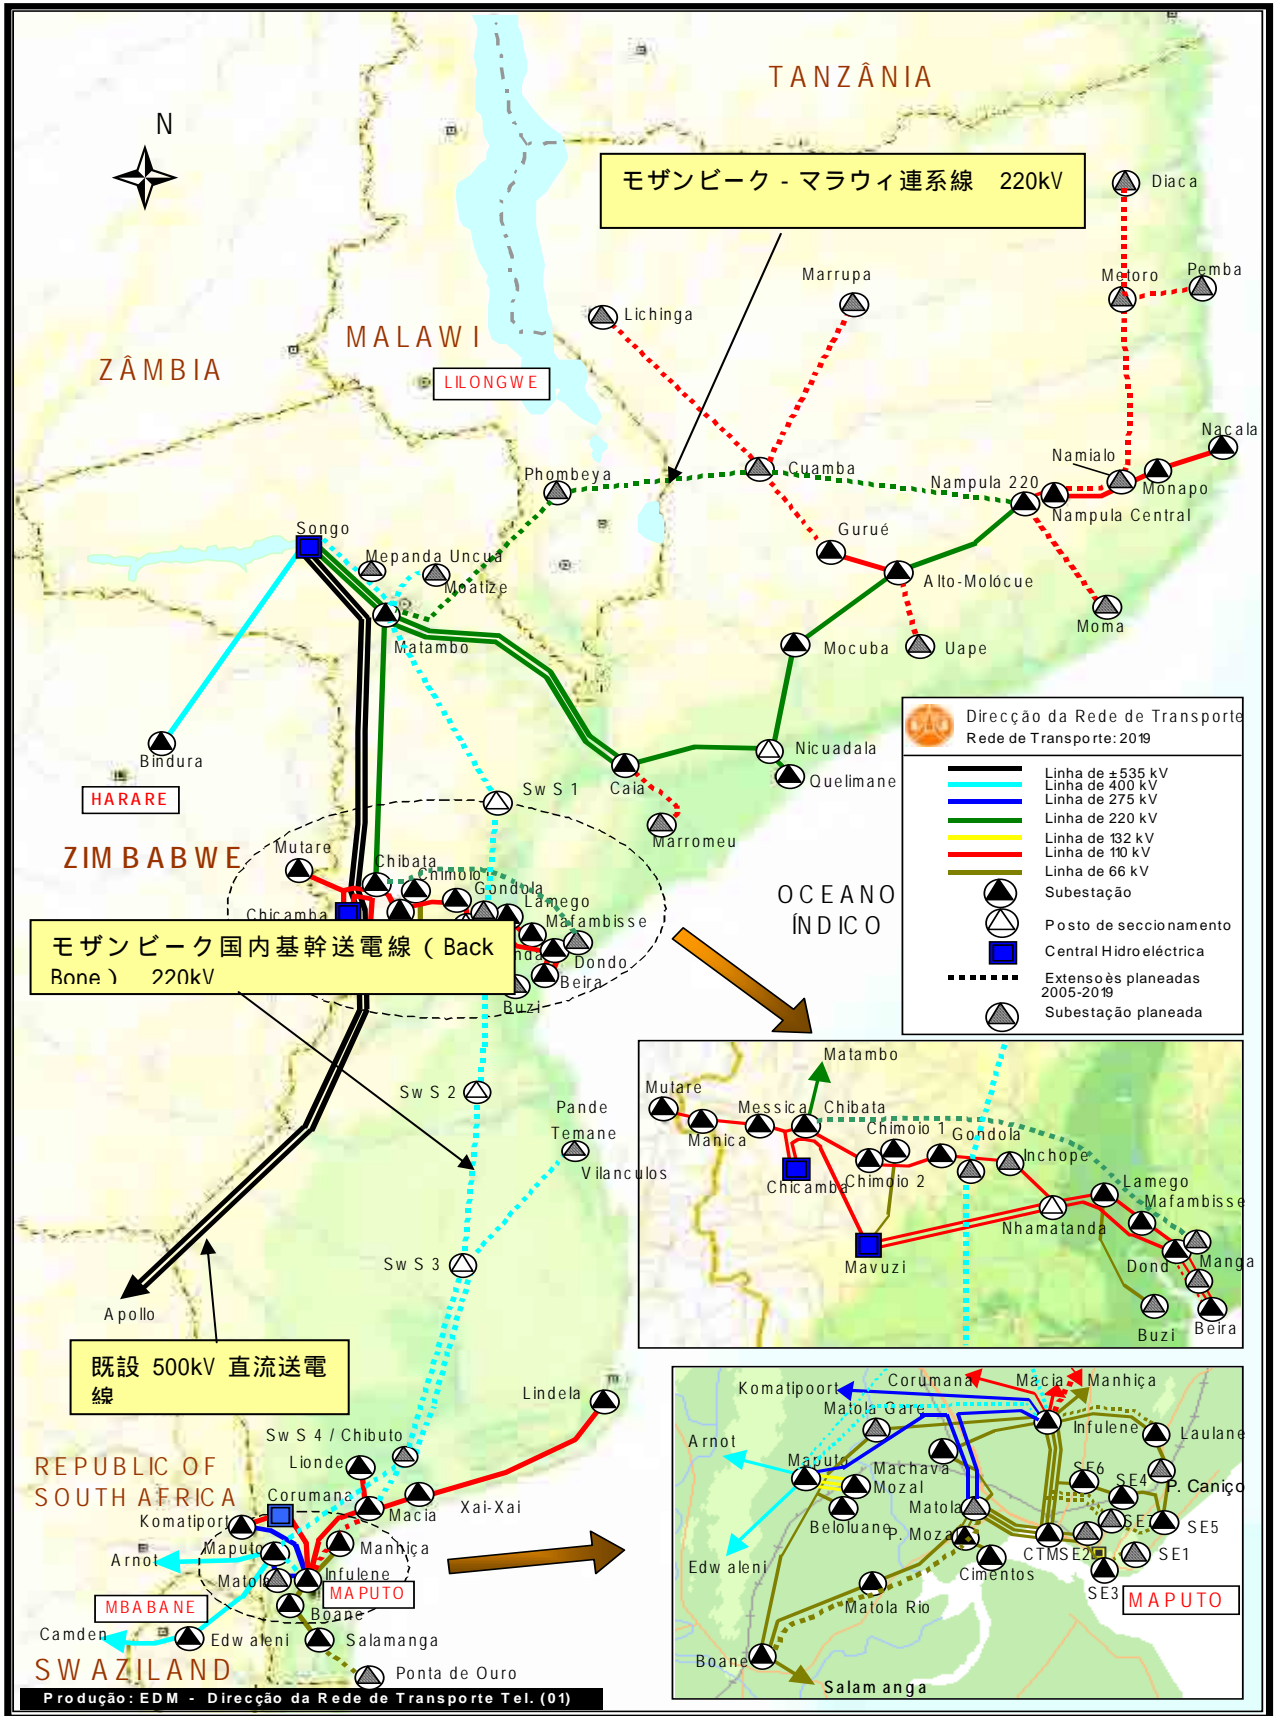 TANZÂNIA
N
モザンビーク - マラウィ連系線 220kV
Diaca
Marrupa
Metoro
Pemba
Lichinga
MALAWI
ZÂMBIA
LILONGWE
Nacala
Namialo
Cuamba
Phombeya
Nampula 220
Monapo
Nampula Central
Songo
Gurué
Mepanda Uncua
Moatize
Alto-Molócue
Moma
Matambo
Mocuba
Uape
Bindura
Nicuadala
Quelimane
Caia
HARARE
Sw S 1
Marromeu
ZIMBABWE
Mutare
Chibata
Chimoio
Gondola
Chicamba
Lamego
Mafambisse
OCEANO
ÍNDICO
モザンビーク国内基幹送電線 ( Back
Bone ) 220kV
nda
Dondo
Beira
Buzi
Direcção da Rede de Transporte
Rede de Transporte: 2019
Linha de ±535 kV
Linha de 400 kV
Linha de 275 kV
Linha de 220 kV
Linha de 132 kV
Linha de 110 kV
Linha de 66 kV
Subestação
Posto de seccionamento
Central Hidroeléctrica
Extensoès planeadas
2005-2019
Subestação planeada
Sw S 2
Pande
Temane
Vilanculos
Sw S 3
Apollo
既設 500kV 直流送電
線
Matambo
Mutare
Messica
Chibata
Manica
Chimoio 1
Gondola
Inchope
Chicamba
Chimoio 2
Lamego
Mafambisse
Nhamatanda
Mavuzi
Dond
Manga
Buzi
Beira
Lindela
Sw S 4 / Chibuto
Lionde
REPUBLIC OF
SOUTH AFRICA
Corumana
Macia
Xai-Xai
Komatiport
Maputo
Manhiça
Arnot
Matola
Infulene
MAPUTO
MBABANE
Boane
Camden
Edwaleni
Salamanga
SWAZILAND
Ponta de Ouro
Komatipoort
Corumana
Macia
Manhiça
Matola Gare
Infulene
Laulane
Arnot
Maputo
Machava
Mozal
SE6
SE4
P. Caniço
Beloluane
Matola
SE7
SE5
P. Mozal
CTM
SE2
SE1
Edwaleni
Cimentos
SE3
MAPUTO
Matola Rio
Boane
Salamanga
Produção: EDM - Direcção da Rede de Transporte Tel. (01)